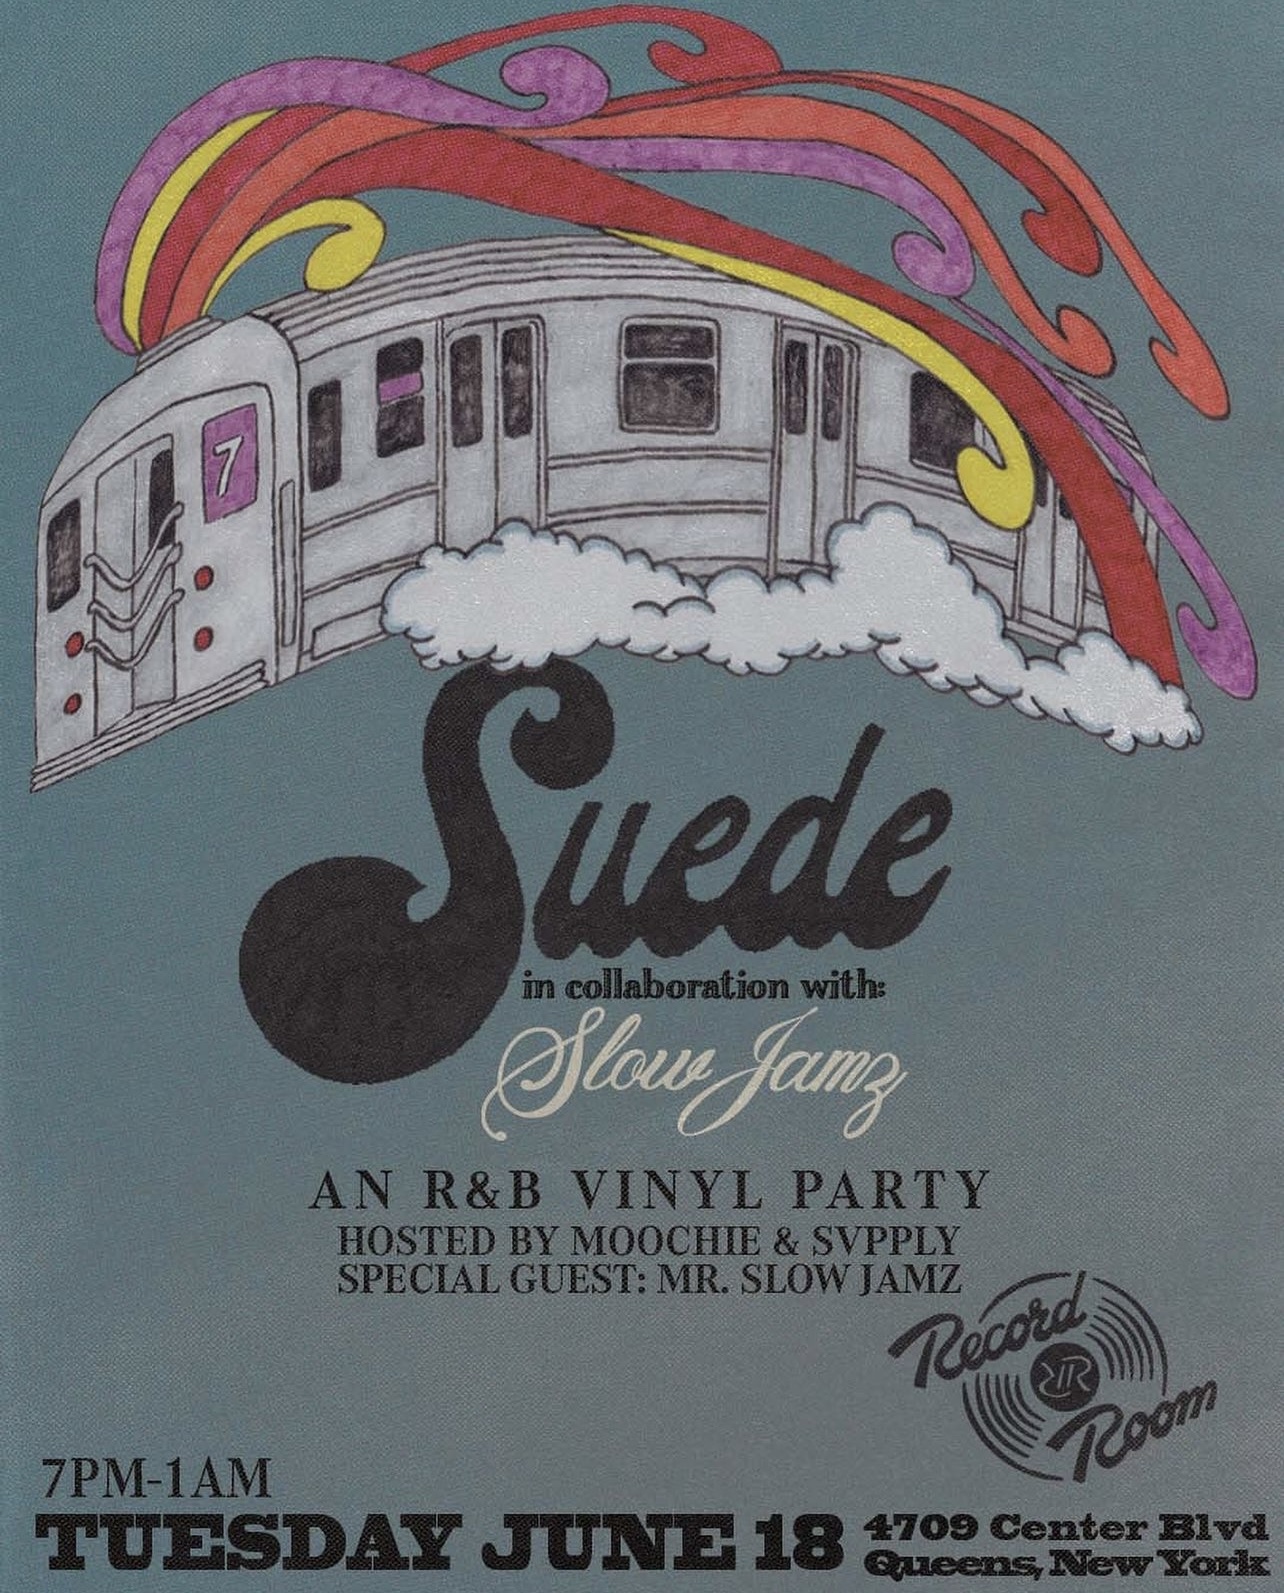 7
Suede
in collaboration with:
Slow Jamz
AN R&B VINYL PARTY
HOSTED BY MOOCHIE & SVPPLY
SPECIAL GUEST: MR. SLOW JAMZ
Record
RR
Room
7PM-1AM
TUESDAY JUNE 18
4709 Center Blvd
Queens, New York